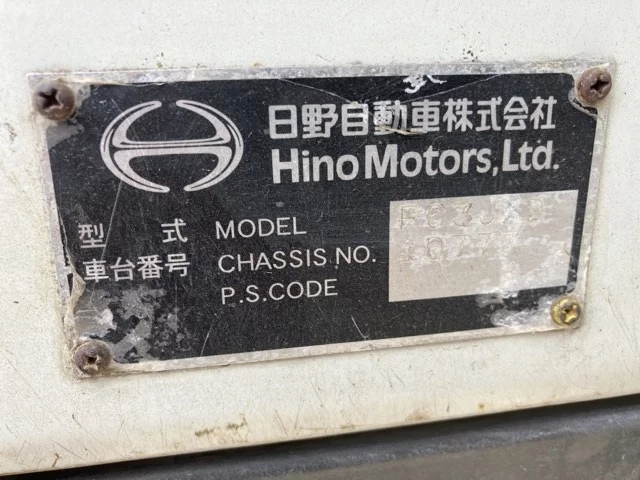 日野自動車株式会社
Hino Motors, Ltd.
型 式 MODEL
車台番号 CHASSIS NO.
P.S.CODE